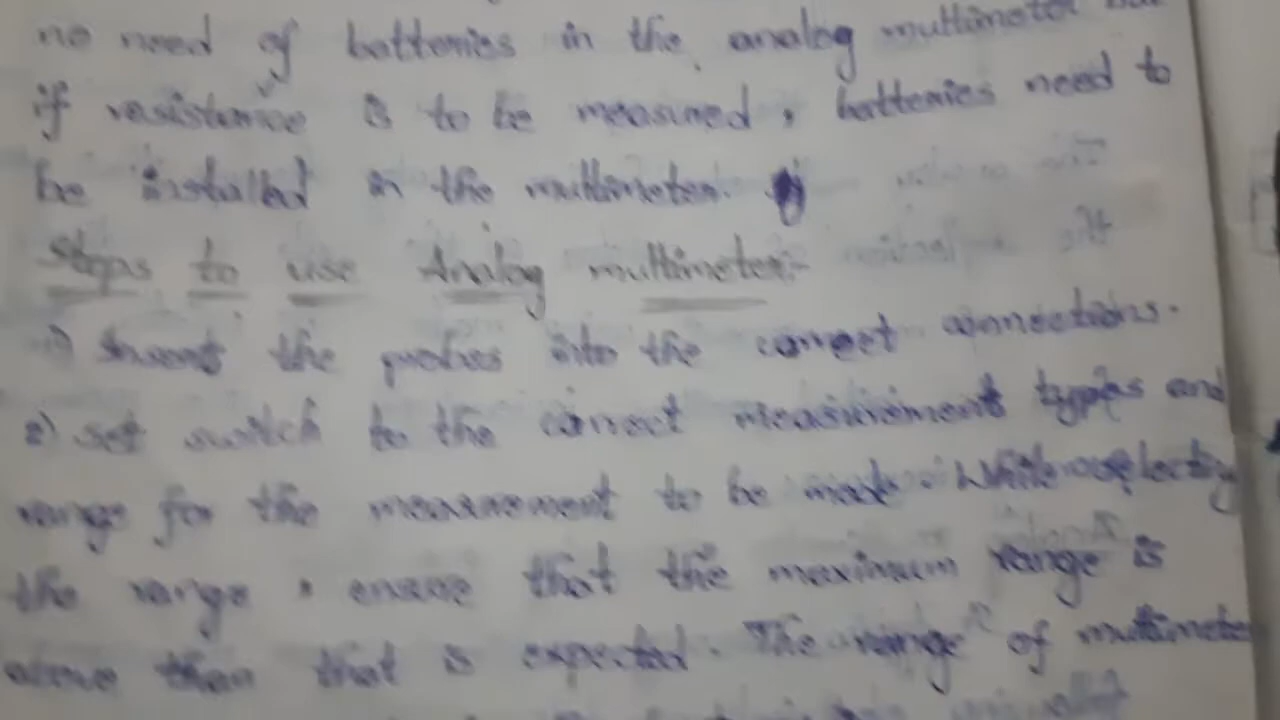 no need of batteries in the analog multimeter but
if resistance is to be measured, batteries need to
be installed in the multimeter.
Steps to use Analog multimeter:-
1) Insert the probes into the correct connections.
2) set switch to the correct measurement types and
range for the measurement to be made. While selecting
the range, ensure that the maximum range is
above than that is expected. The range of multimeter